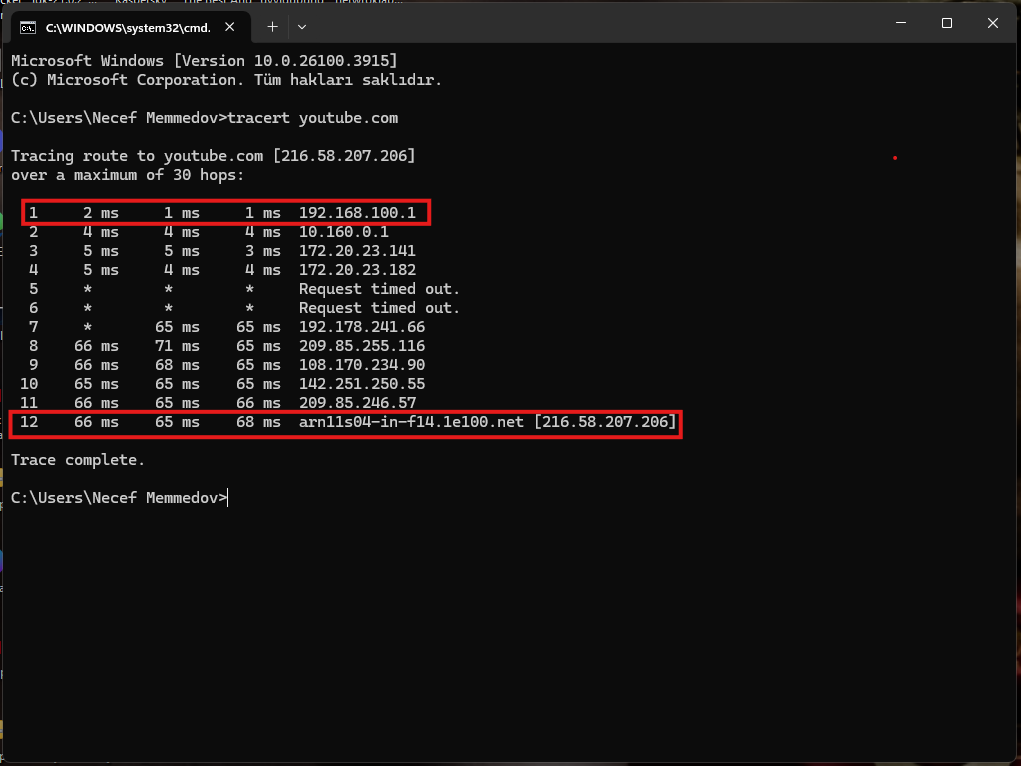 C:\WINDOWS\system32\cmd.
Microsoft Windows [Version 10.0.26100.3915]
(c) Microsoft Corporation. Tüm hakları saklıdır.
C:\Users\Necef Memmedov>tracert youtube.com
Tracing route to youtube.com [216.58.207.206]
over a maximum of 30 hops:
1 2 ms 1 ms 1 ms 192.168.100.1
2 4 ms 4 ms 4 ms 10.160.0.1
3 5 ms 5 ms 3 ms 172.20.23.141
4 5 ms 4 ms 4 ms 172.20.23.182
5 * * * Request timed out.
6 * * * Request timed out.
7 * 65 ms 65 ms 192.178.241.66
8 66 ms 71 ms 65 ms 209.85.255.116
9 66 ms 68 ms 65 ms 108.170.234.90
10 65 ms 65 ms 65 ms 142.251.250.55
11 66 ms 65 ms 66 ms 209.85.246.57
12 66 ms 65 ms 68 ms arn11s04-in-f14.1e100.net [216.58.207.206]
Trace complete.
C:\Users\Necef Memmedov>